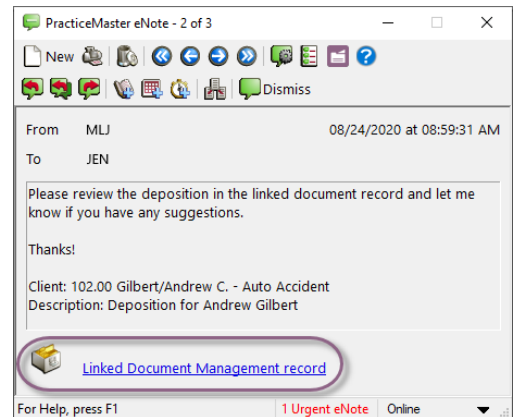 PracticeMaster eNote - 2 of 3
New
Dismiss
From MLJ 08/24/2020 at 08:59:31 AM
To JEN
Please review the deposition in the linked document record and let me
know if you have any suggestions.
Thanks!
Client: 102.00 Gilbert/Andrew C. - Auto Accident
Description: Deposition for Andrew Gilbert
Linked Document Management record
For Help, press F1 1 Urgent eNote Online